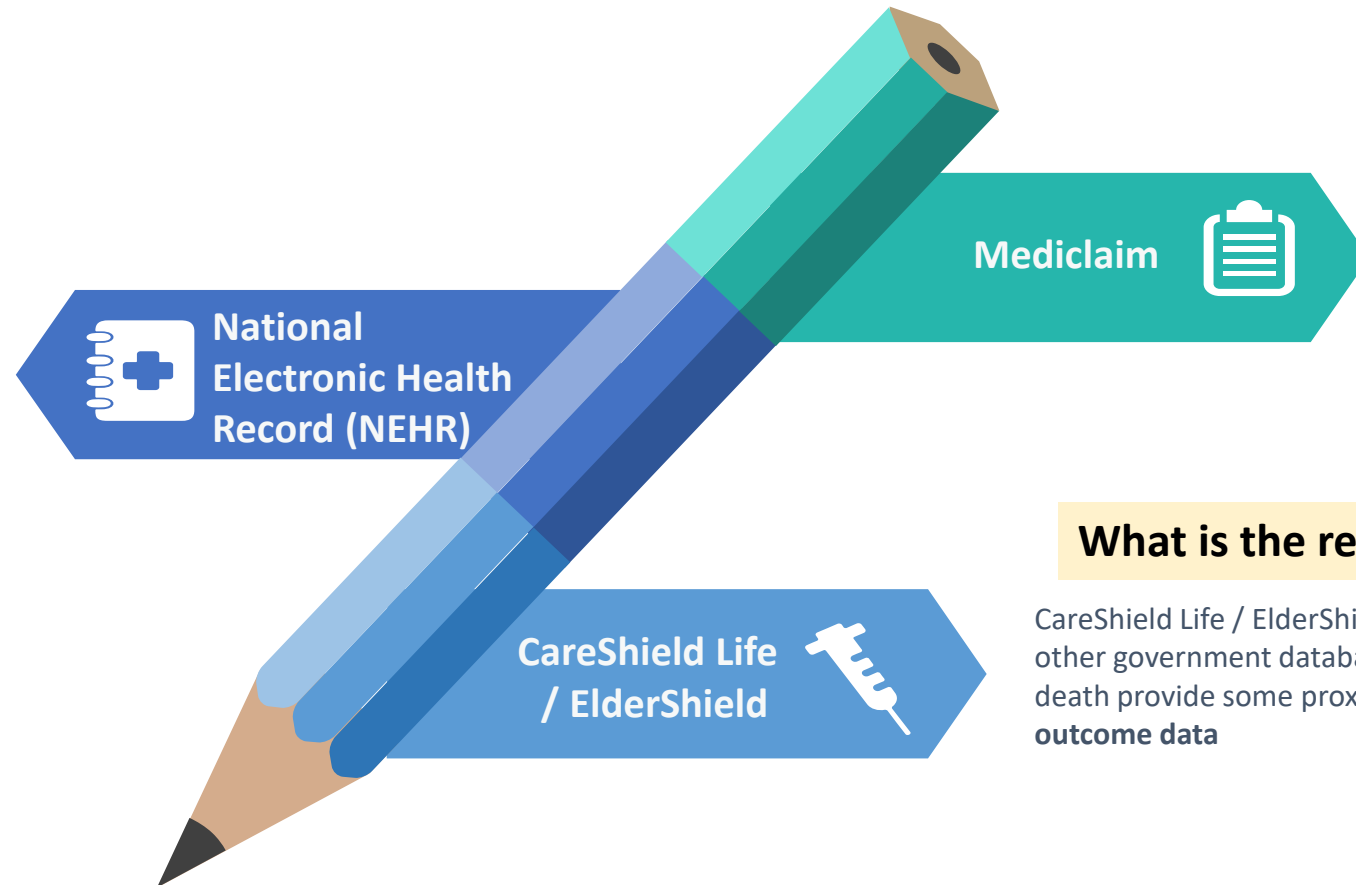 Mediclaim
National
Electronic Health
Record (NEHR)
What is the re
CareShield Life
/ ElderShield
CareShield Life / ElderShi
other government databa
death provide some prox
outcome data